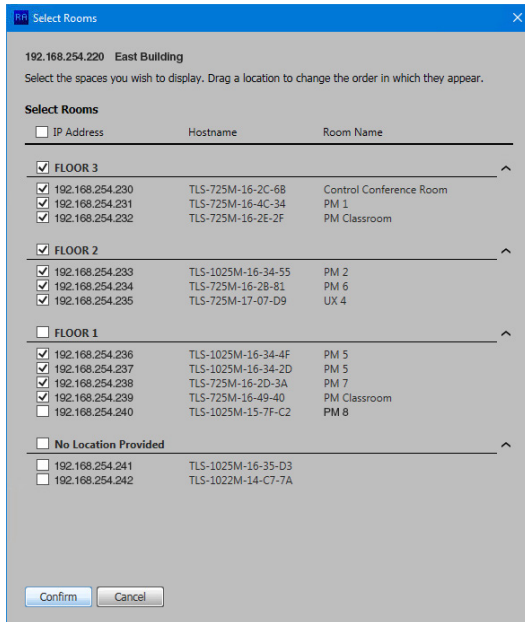 RA Select Rooms
192.168.254.220 East Building
Select the spaces you wish to display. Drag a location to change the order in which they appear.
Select Rooms
IP Address Hostname Room Name
FLOOR 3
192.168.254.230 TLS-725M-16-2C-6B Control Conference Room
192.168.254.231 TLS-725M-16-4C-34 PM 1
192.168.254.232 TLS-725M-16-2E-2F PM Classroom
FLOOR 2
192.168.254.233 TLS-1025M-16-34-55 PM 2
192.168.254.234 TLS-725M-16-2B-81 PM 6
192.168.254.235 TLS-725M-17-07-D9 UX 4
FLOOR 1
192.168.254.236 TLS-1025M-16-34-4F PM 5
192.168.254.237 TLS-1025M-16-34-2D PM 5
192.168.254.238 TLS-725M-16-2D-3A PM 7
192.168.254.239 TLS-725M-16-49-40 PM Classroom
192.168.254.240 TLS-1025M-15-7F-C2 PM 8
No Location Provided
192.168.254.241 TLS-1025M-16-35-D3
192.168.254.242 TLS-1022M-14-C7-7A
Confirm Cancel